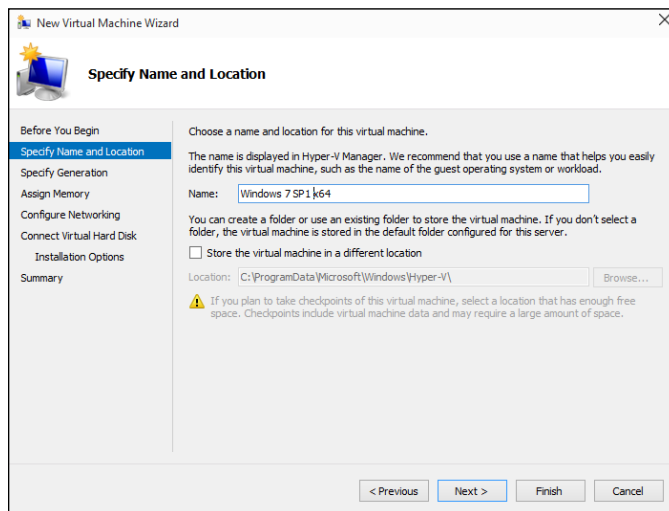 New Virtual Machine Wizard
Specify Name and Location
Before You Begin
Specify Name and Location
Specify Generation
Assign Memory
Configure Networking
Connect Virtual Hard Disk
Installation Options
Summary
Choose a name and location for this virtual machine.
The name is displayed in Hyper-V Manager. We recommend that you use a name that helps you easily
identify this virtual machine, such as the name of the guest operating system or workload.
Name: Windows 7 SP1 x64
You can create a folder or use an existing folder to store the virtual machine. If you don't select a
folder, the virtual machine is stored in the default folder configured for this server.
Store the virtual machine in a different location
Location: C:\ProgramData\Microsoft\Windows\Hyper-V\ Browse...
If you plan to take checkpoints of this virtual machine, select a location that has enough free
space. Checkpoints include virtual machine data and may require a large amount of space.
< Previous Next > Finish Cancel